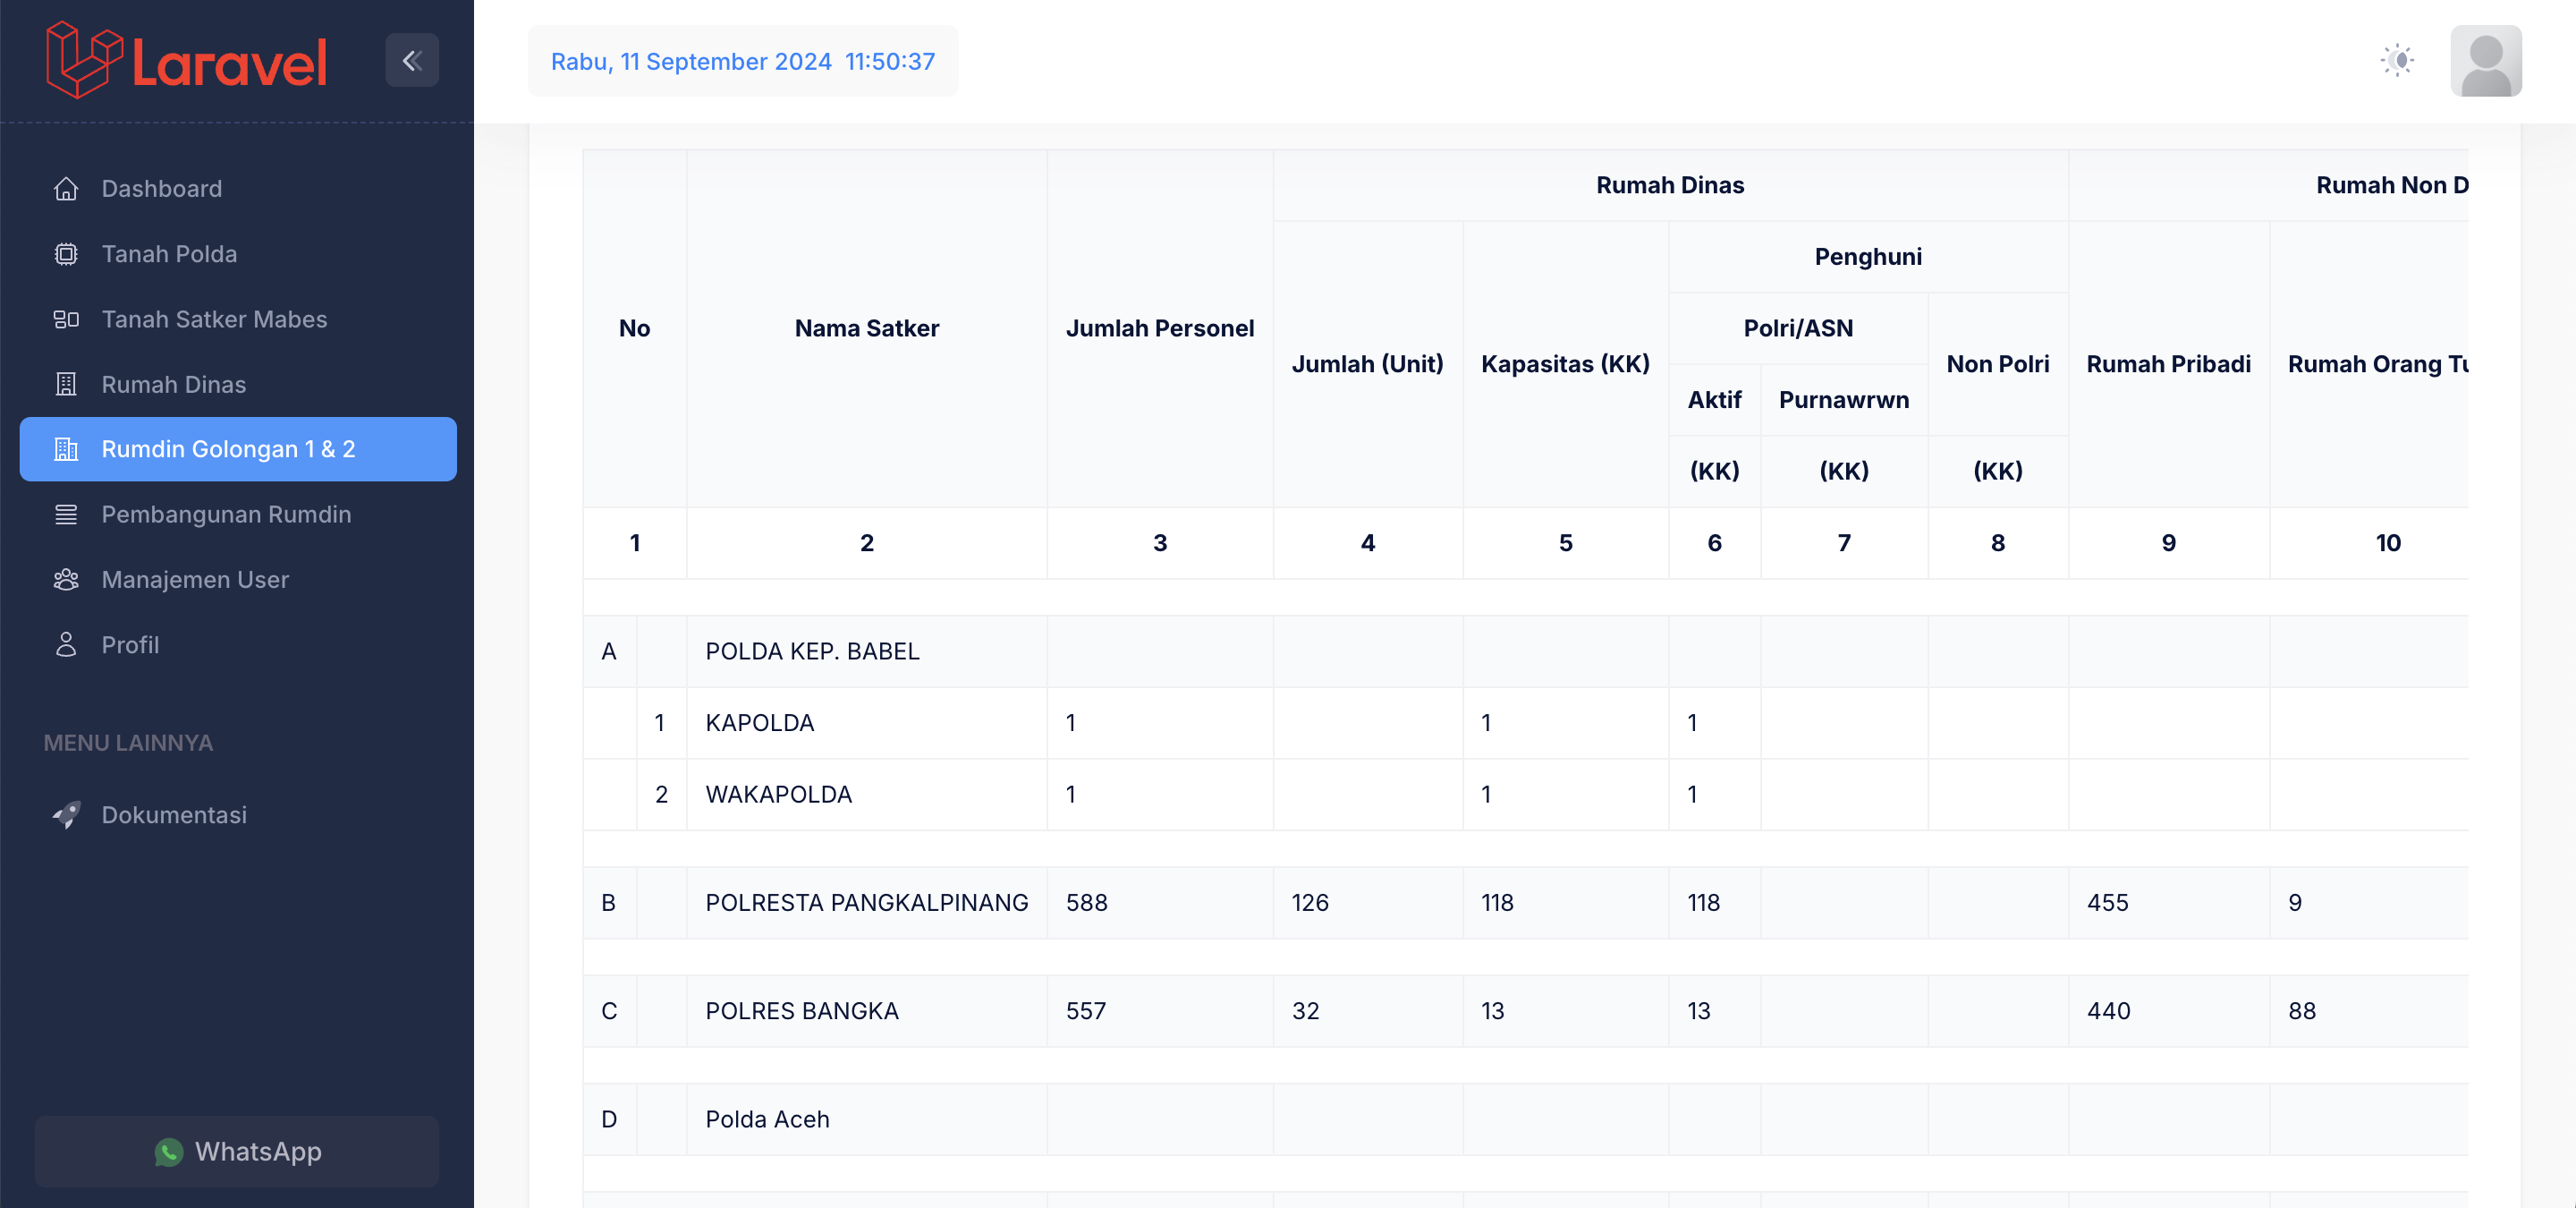 Laravel
Rabu, 11 September 2024 11:50:37
Dashboard
Tanah Polda
Tanah Satker Mabes
Rumah Dinas
Rumdin Golongan 1 & 2
Pembangunan Rumdin
Manajemen User
Profil
MENU LAINNYA
Dokumentasi
WhatsApp
Rumah Dinas Rumah Non D
Penghuni
No Nama Satker Jumlah Personel Polri/ASN
Jumlah (Unit) Kapasitas (KK) Non Polri Rumah Pribadi Rumah Orang Tu
Aktif Purnawrwn
(KK) (KK) (KK)
1 2 3 4 5 6 7 8 9 10
A POLDA KEP. BABEL
1 KAPOLDA 1 1 1
2 WAKAPOLDA 1 1 1
B POLRESTA PANGKALPINANG 588 126 118 118 455 9
C POLRES BANGKA 557 32 13 13 440 88
D Polda Aceh